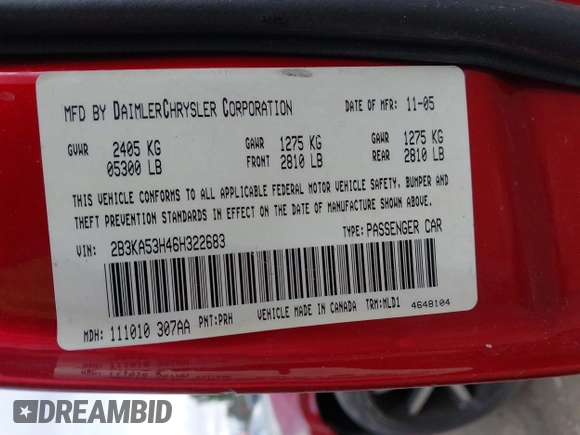 MFD BY DAIMLERCHRYSLER CORPORATION DATE OF MFR 11-05
GVWR 2405 KG GAWR 1275 KG GAWR 1275 KG
05300 LB FRONT 2810 LB REAR 2810 LB
THIS VEHICLE CONFORMS TO ALL APPLICABLE FEDERAL MOTOR VEHICLE SAFETY, BUMPER AND
THEFT PREVENTION STANDARDS IN EFFECT ON THE DATE OF MANUFACTURE SHOWN ABOVE.
VIN: 2B3KA53H46H322683 TYPE: PASSENGER CAR
MDH: 111010 307AA PNT: PRH VEHICLE MADE IN CANADA TRM: MLD1 4648104
DREAMBID